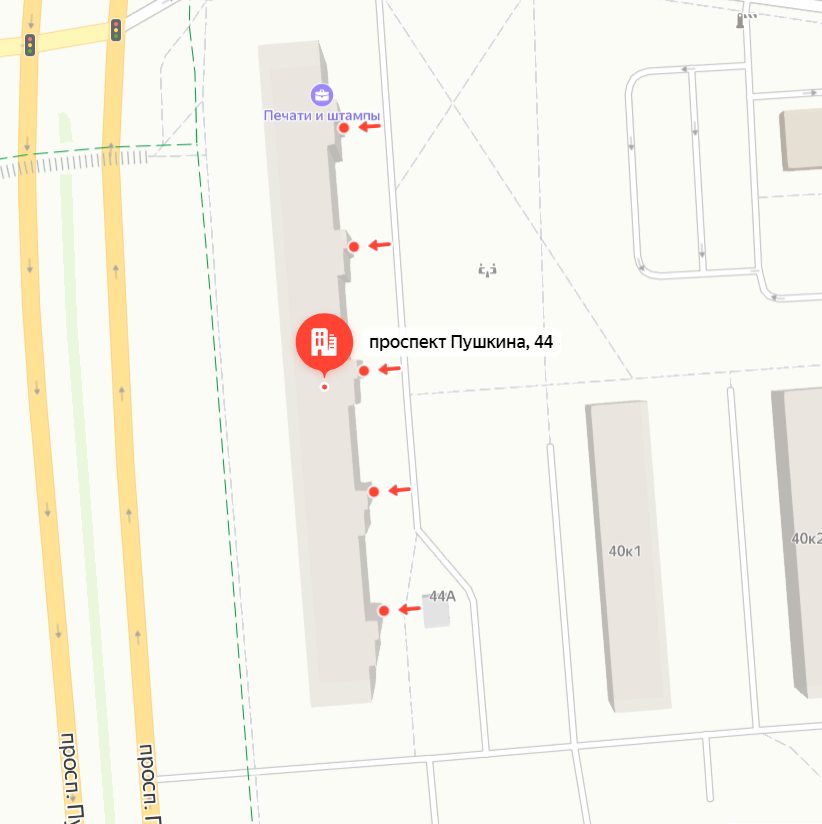 Печати и штампы
проспект Пушкина, 44
40к1
40к2
44А
просп. Пу
просп. П